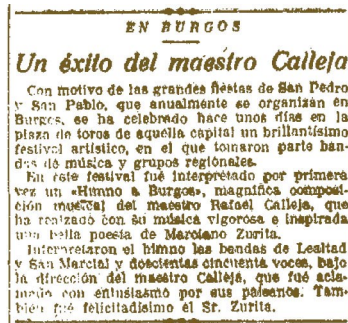 EN BURGOS
Un éxito del maestro Calleja
Con motivo de las grandes fiestas de San Pedro
y San Pablo, que anualmente se organizan en
Burgos, se ha celebrado hace unos días en la
plaza de toros de aquella capital un brillantísimo
festival artístico, en el que tomaron parte ban-
das de música y grupos regionales.
En este festival fué interpretado por primera
vez un «Himno a Burgos», magnífica composi-
ción musical del maestro Rafael Calleja, que
ha realizado con su música vigorosa e inspirada
una bella poesía de Marciano Zurita.
Interpretaron el himno las bandas de Lealtad
y San Marcial y doscientas cincuenta voces, bajo
la dirección del maestro Calleja, que fué acla-
mado con entusiasmo por sus paisanos. Tam-
bién fué felicitadísimo el Sr. Zurita.